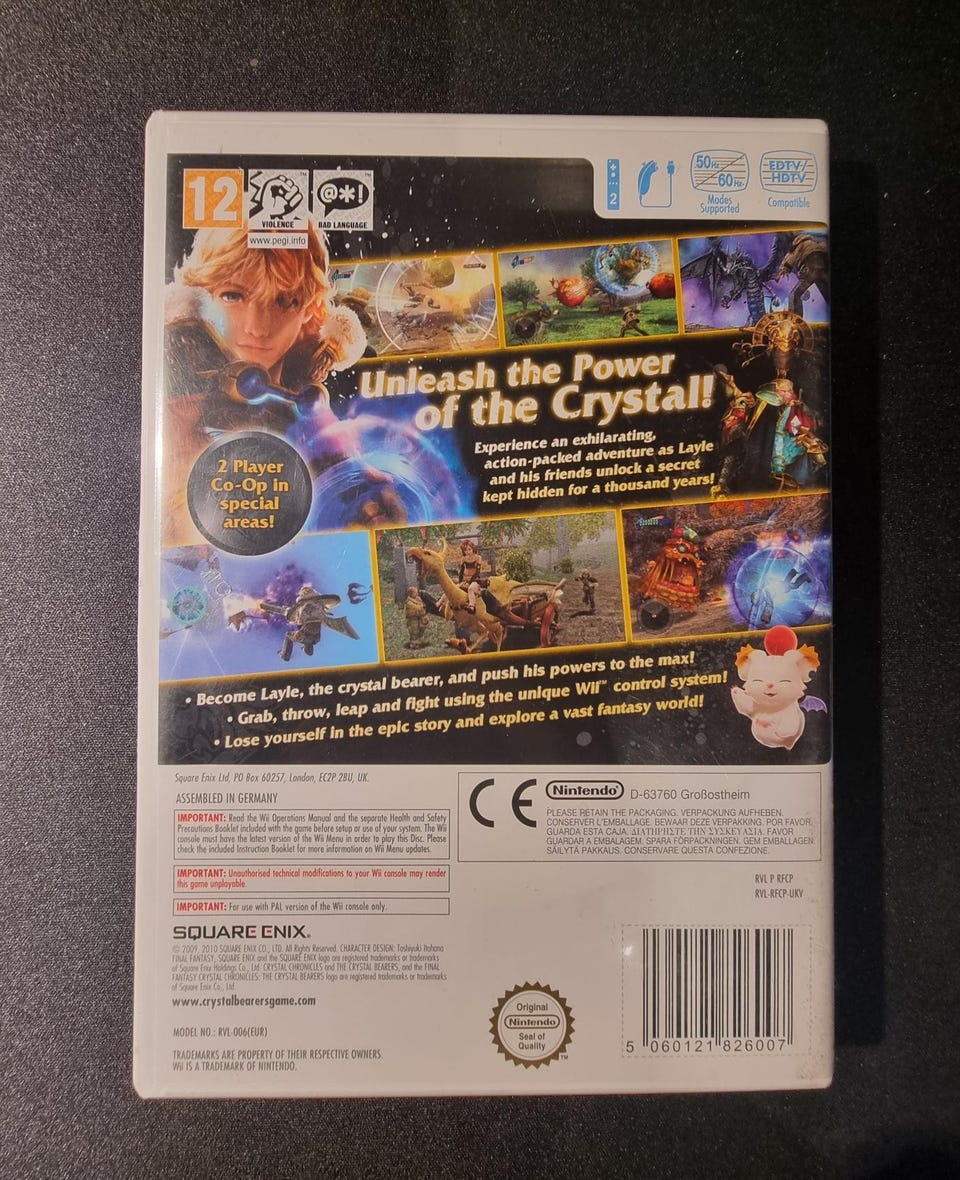 12
VIOLENCE
@*!
BAD LANGUAGE
www.pegi.info
2
50Hz
60Hz
Modes
Supported
EDTV/
HDTV
Compatible
Unleash the Power
of the Crystal!
Experience an exhilarating,
action-packed adventure as Layle
and his friends unlock a secret
kept hidden for a thousand years!
2 Player
Co-Op in
special
areas!
• Become Layle, the crystal bearer, and push his powers to the max!
• Grab, throw, leap and fight using the unique Wii™ control system!
• Lose yourself in the epic story and explore a vast fantasy world!
Square Enix Ltd, PO Box 60257, London, EC2P 2BU, UK.
ASSEMBLED IN GERMANY
IMPORTANT: Read the Wii Operations Manual and the separate Health and Safety
Precautions Booklet included with the game before setup or use of your system. The Wii
console must have the latest version of the Wii Menu in order to play this Disc. Please
check the included Instruction Booklet for more information on Wii Menu updates.
IMPORTANT: Unauthorised technical modifications to your Wii console may render
this game unplayable.
IMPORTANT: For use with PAL version of the Wii console only.
CE Nintendo® D-63760 Großostheim
PLEASE RETAIN THE PACKAGING. VERPACKUNG AUFHEBEN.
CONSERVER L'EMBALLAGE. BEWAAR DEZE VERPAKKING. POR FAVOR,
GUARDA ESTA CAJA. ΔΙΑΤΗΡΗΣΤΕ ΤΗΝ ΣΥΣΚΕΥΑΣΙΑ. FAVOR
GUARDAR A EMBALAGEM. SPARA FÖRPACKNINGEN. GEM EMBALLAGEN.
SÄILYTÄ PAKKAUS. CONSERVARE QUESTA CONFEZIONE.
RVL P RFCP
RVL-RFCP-UKV
SQUARE ENIX®
© 2009, 2010 SQUARE ENIX CO., LTD. All Rights Reserved. CHARACTER DESIGN: Toshiyuki Itahana
FINAL FANTASY, SQUARE ENIX and the SQUARE ENIX logo are registered trademarks or trademarks
of Square Enix Holdings Co., Ltd. CRYSTAL CHRONICLES and THE CRYSTAL BEARERS, and the FINAL
FANTASY CRYSTAL CHRONICLES: THE CRYSTAL BEARERS logo are registered trademarks or trademarks
of Square Enix Co., Ltd.
www.crystalbearersgame.com
MODEL NO.: RVL-006(EUR)
TRADEMARKS ARE PROPERTY OF THEIR RESPECTIVE OWNERS.
Wii IS A TRADEMARK OF NINTENDO.
Original
Nintendo
Seal of
Quality
TM
5 060121 826007